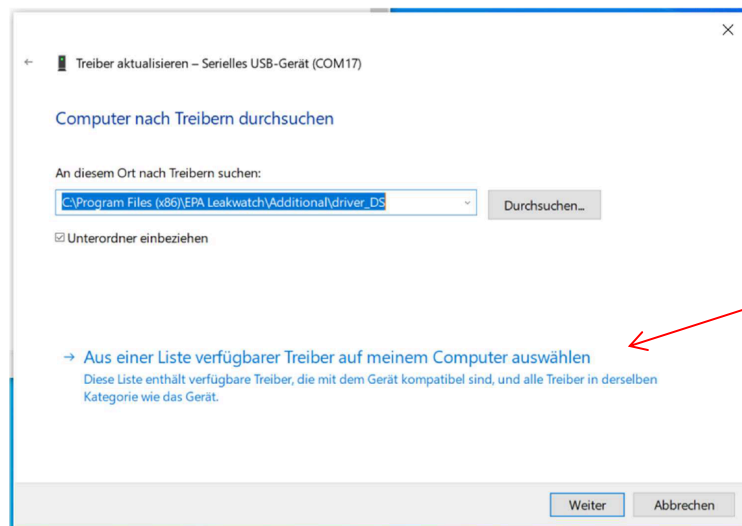 Treiber aktualisieren – Serielles USB-Gerät (COM17)
Computer nach Treibern durchsuchen
An diesem Ort nach Treibern suchen:
C:\Program Files (x86)\EPA Leakwatch\Additional\driver_DS
Durchsuchen...
Unterordner einbeziehen
Aus einer Liste verfügbarer Treiber auf meinem Computer auswählen
Diese Liste enthält verfügbare Treiber, die mit dem Gerät kompatibel sind, und alle Treiber in derselben
Kategorie wie das Gerät.
Weiter
Abbrechen